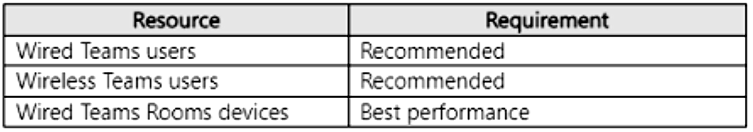 Resource Requirement
Wired Teams users Recommended
Wireless Teams users Recommended
Wired Teams Rooms devices Best performance